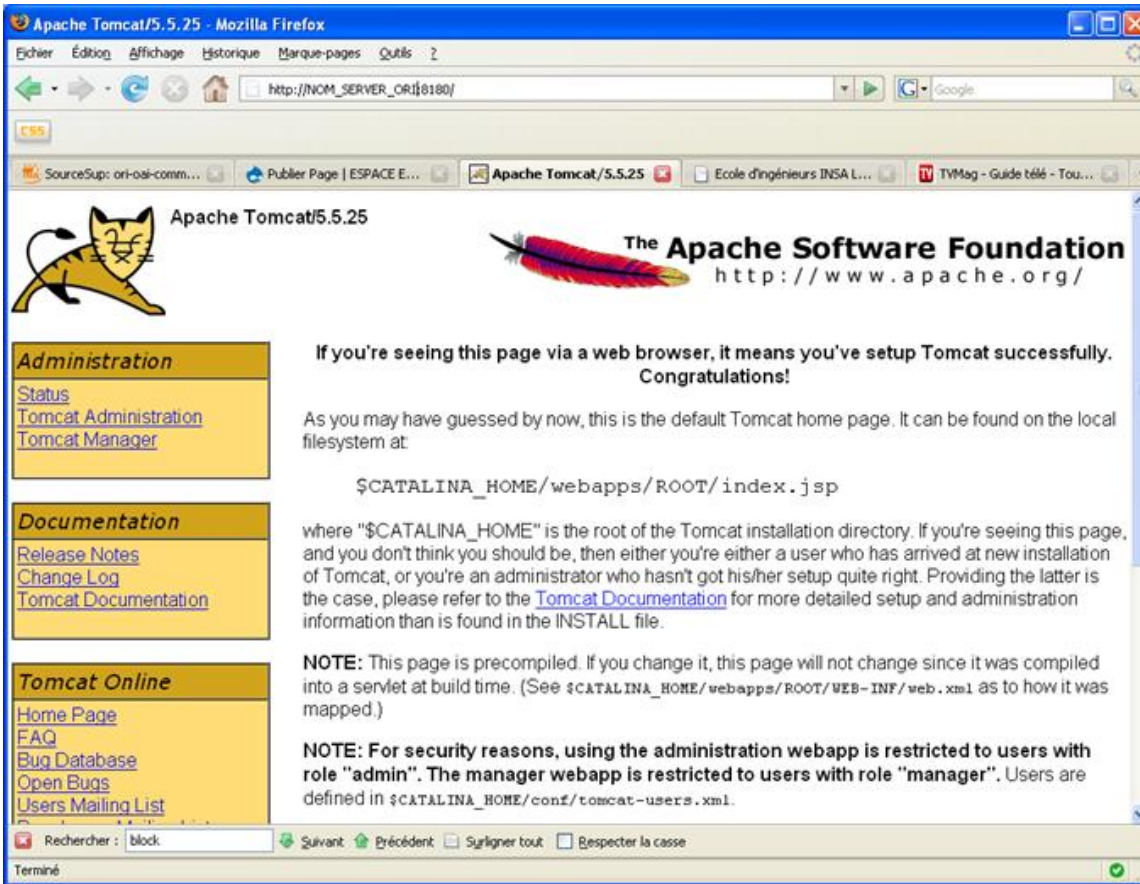 Apache Tomcat/5.5.25 - Mozilla Firefox
Fichier Édition Affichage Historique Marque-pages Outils ?
http://NOM_SERVER_ORI:8180/
Google
CSS
SourceSup: ori-oai-comm... Publier Page | ESPACE E... Apache Tomcat/5.5.25 Ecole d'ingénieurs INSA L... TVMag - Guide télé - Tou...
Apache Tomcat/5.5.25
The Apache Software Foundation
http://www.apache.org/
Administration
Status
Tomcat Administration
Tomcat Manager
Documentation
Release Notes
Change Log
Tomcat Documentation
Tomcat Online
Home Page
FAQ
Bug Database
Open Bugs
Users Mailing List
If you're seeing this page via a web browser, it means you've setup Tomcat successfully.
Congratulations!
As you may have guessed by now, this is the default Tomcat home page. It can be found on the local
filesystem at:
$CATALINA_HOME/webapps/ROOT/index.jsp
where "$CATALINA_HOME" is the root of the Tomcat installation directory. If you're seeing this page,
and you don't think you should be, then either you're either a user who has arrived at new installation
of Tomcat, or you're an administrator who hasn't got his/her setup quite right. Providing the latter is
the case, please refer to the Tomcat Documentation for more detailed setup and administration
information than is found in the INSTALL file.
NOTE: This page is precompiled. If you change it, this page will not change since it was compiled
into a servlet at build time. (See $CATALINA_HOME/webapps/ROOT/WEB-INF/web.xml as to how it was
mapped.)
NOTE: For security reasons, using the administration webapp is restricted to users with
role "admin". The manager webapp is restricted to users with role "manager". Users are
defined in $CATALINA_HOME/conf/tomcat-users.xml.
Rechercher : block Suivant Précédent Surligner tout Respecter la casse
Terminé